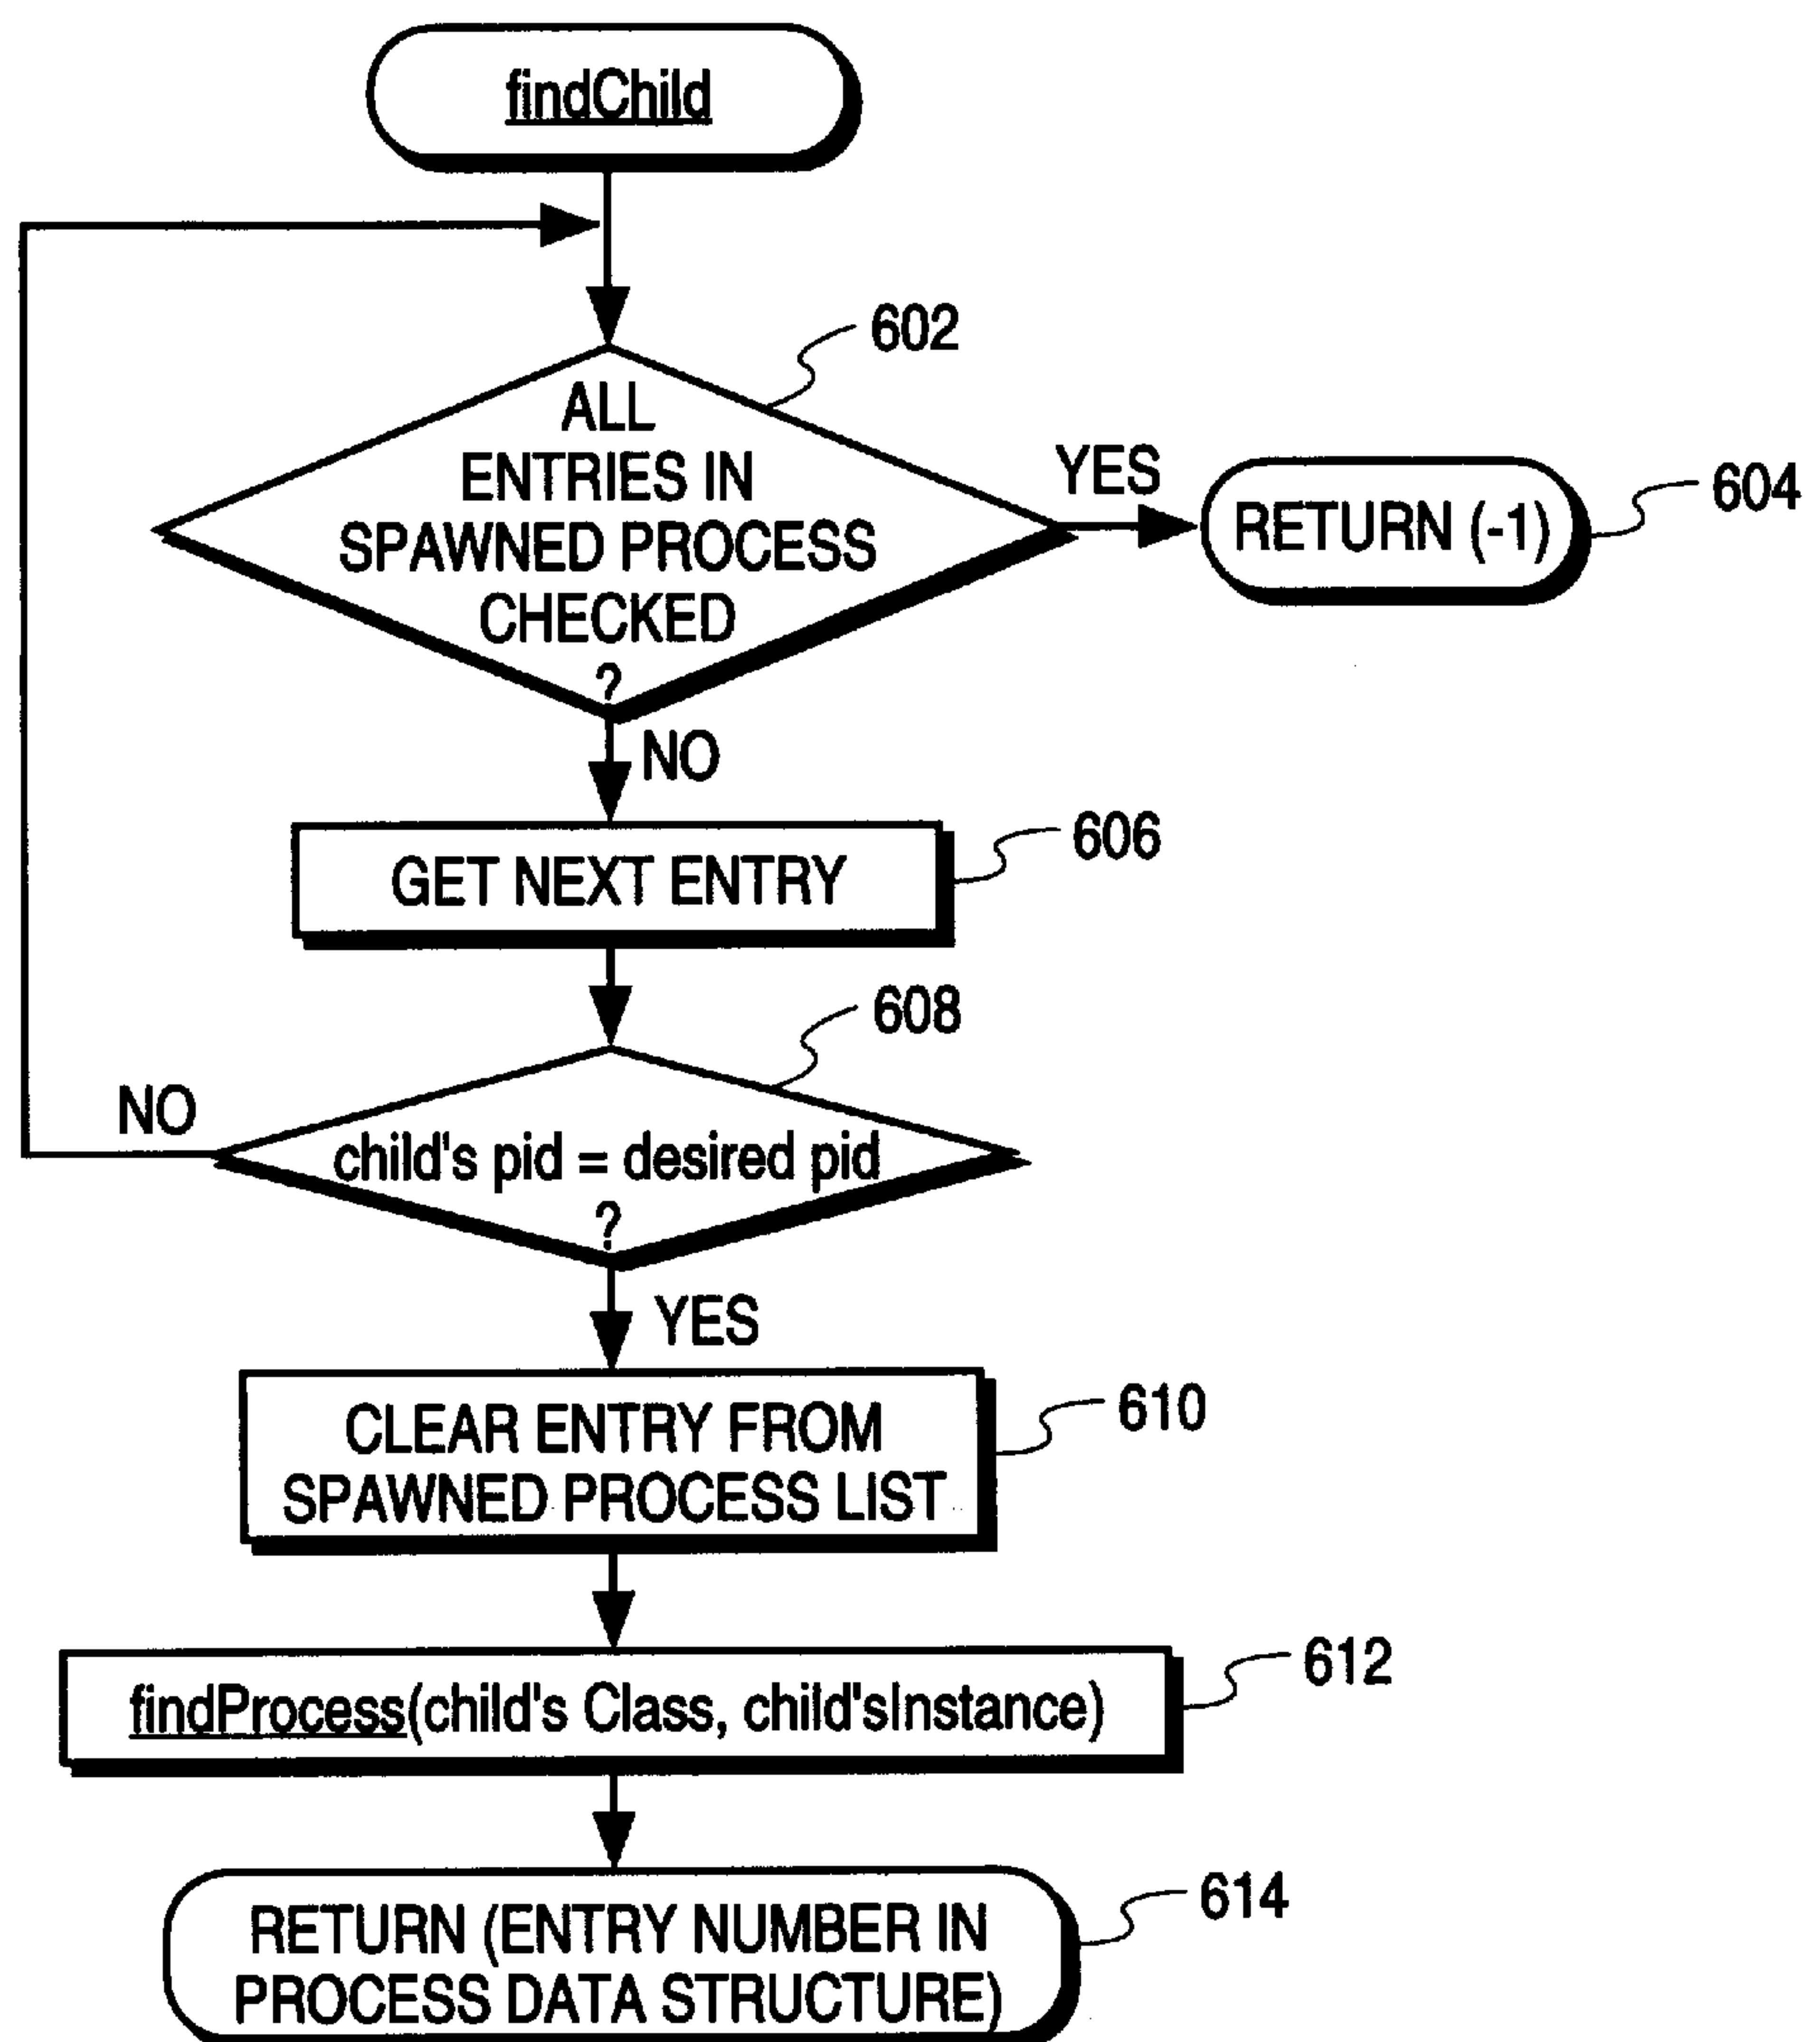 findChild
602
ALL
ENTRIES IN
SPAWNED PROCESS
CHECKED
?
YES
RETURN (-1)
604
NO
GET NEXT ENTRY
606
608
NO
child's pid = desired pid
?
YES
CLEAR ENTRY FROM
SPAWNED PROCESS LIST
610
findProcess(child's Class, child'sInstance)
612
RETURN (ENTRY NUMBER IN
PROCESS DATA STRUCTURE)
614